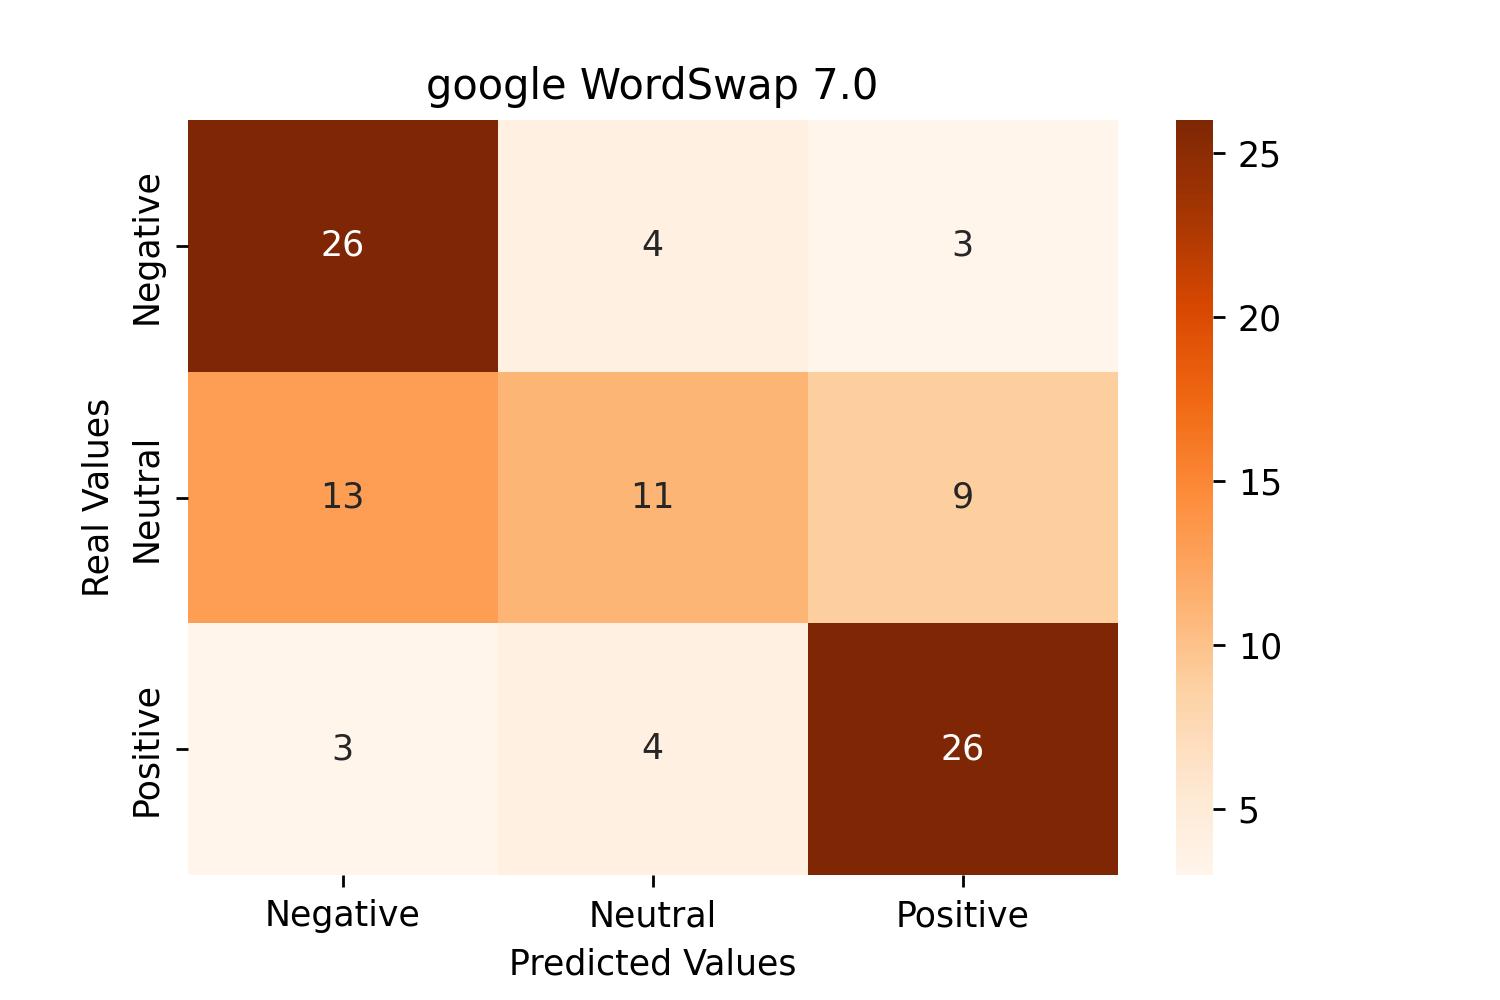 google WordSwap 7.0
Real Values
Negative
26
4
3
Neutral
13
11
9
Positive
3
4
26
Negative
Neutral
Positive
Predicted Values
25
20
15
10
5